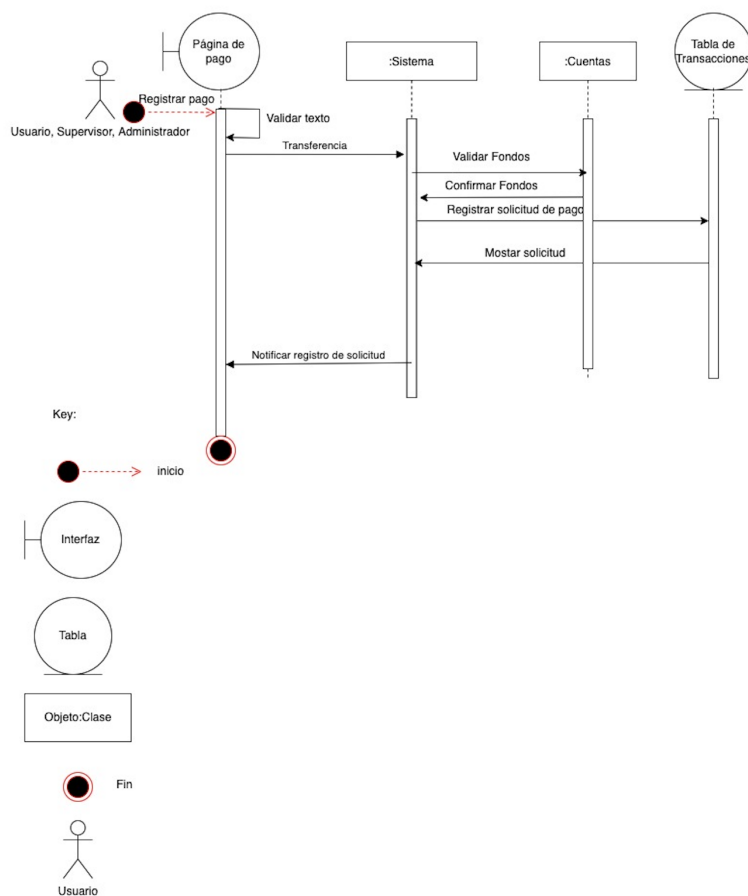 Página de
pago
:Sistema
:Cuentas
Tabla de
Transacciones
Registrar pago
Usuario, Supervisor, Administrador
Validar texto
Transferencia
Validar Fondos
Confirmar Fondos
Registrar solicitud de pago
Mostar solicitud
Notificar registro de solicitud
Key:
inicio
Interfaz
Tabla
Objeto:Clase
Fin
Usuario